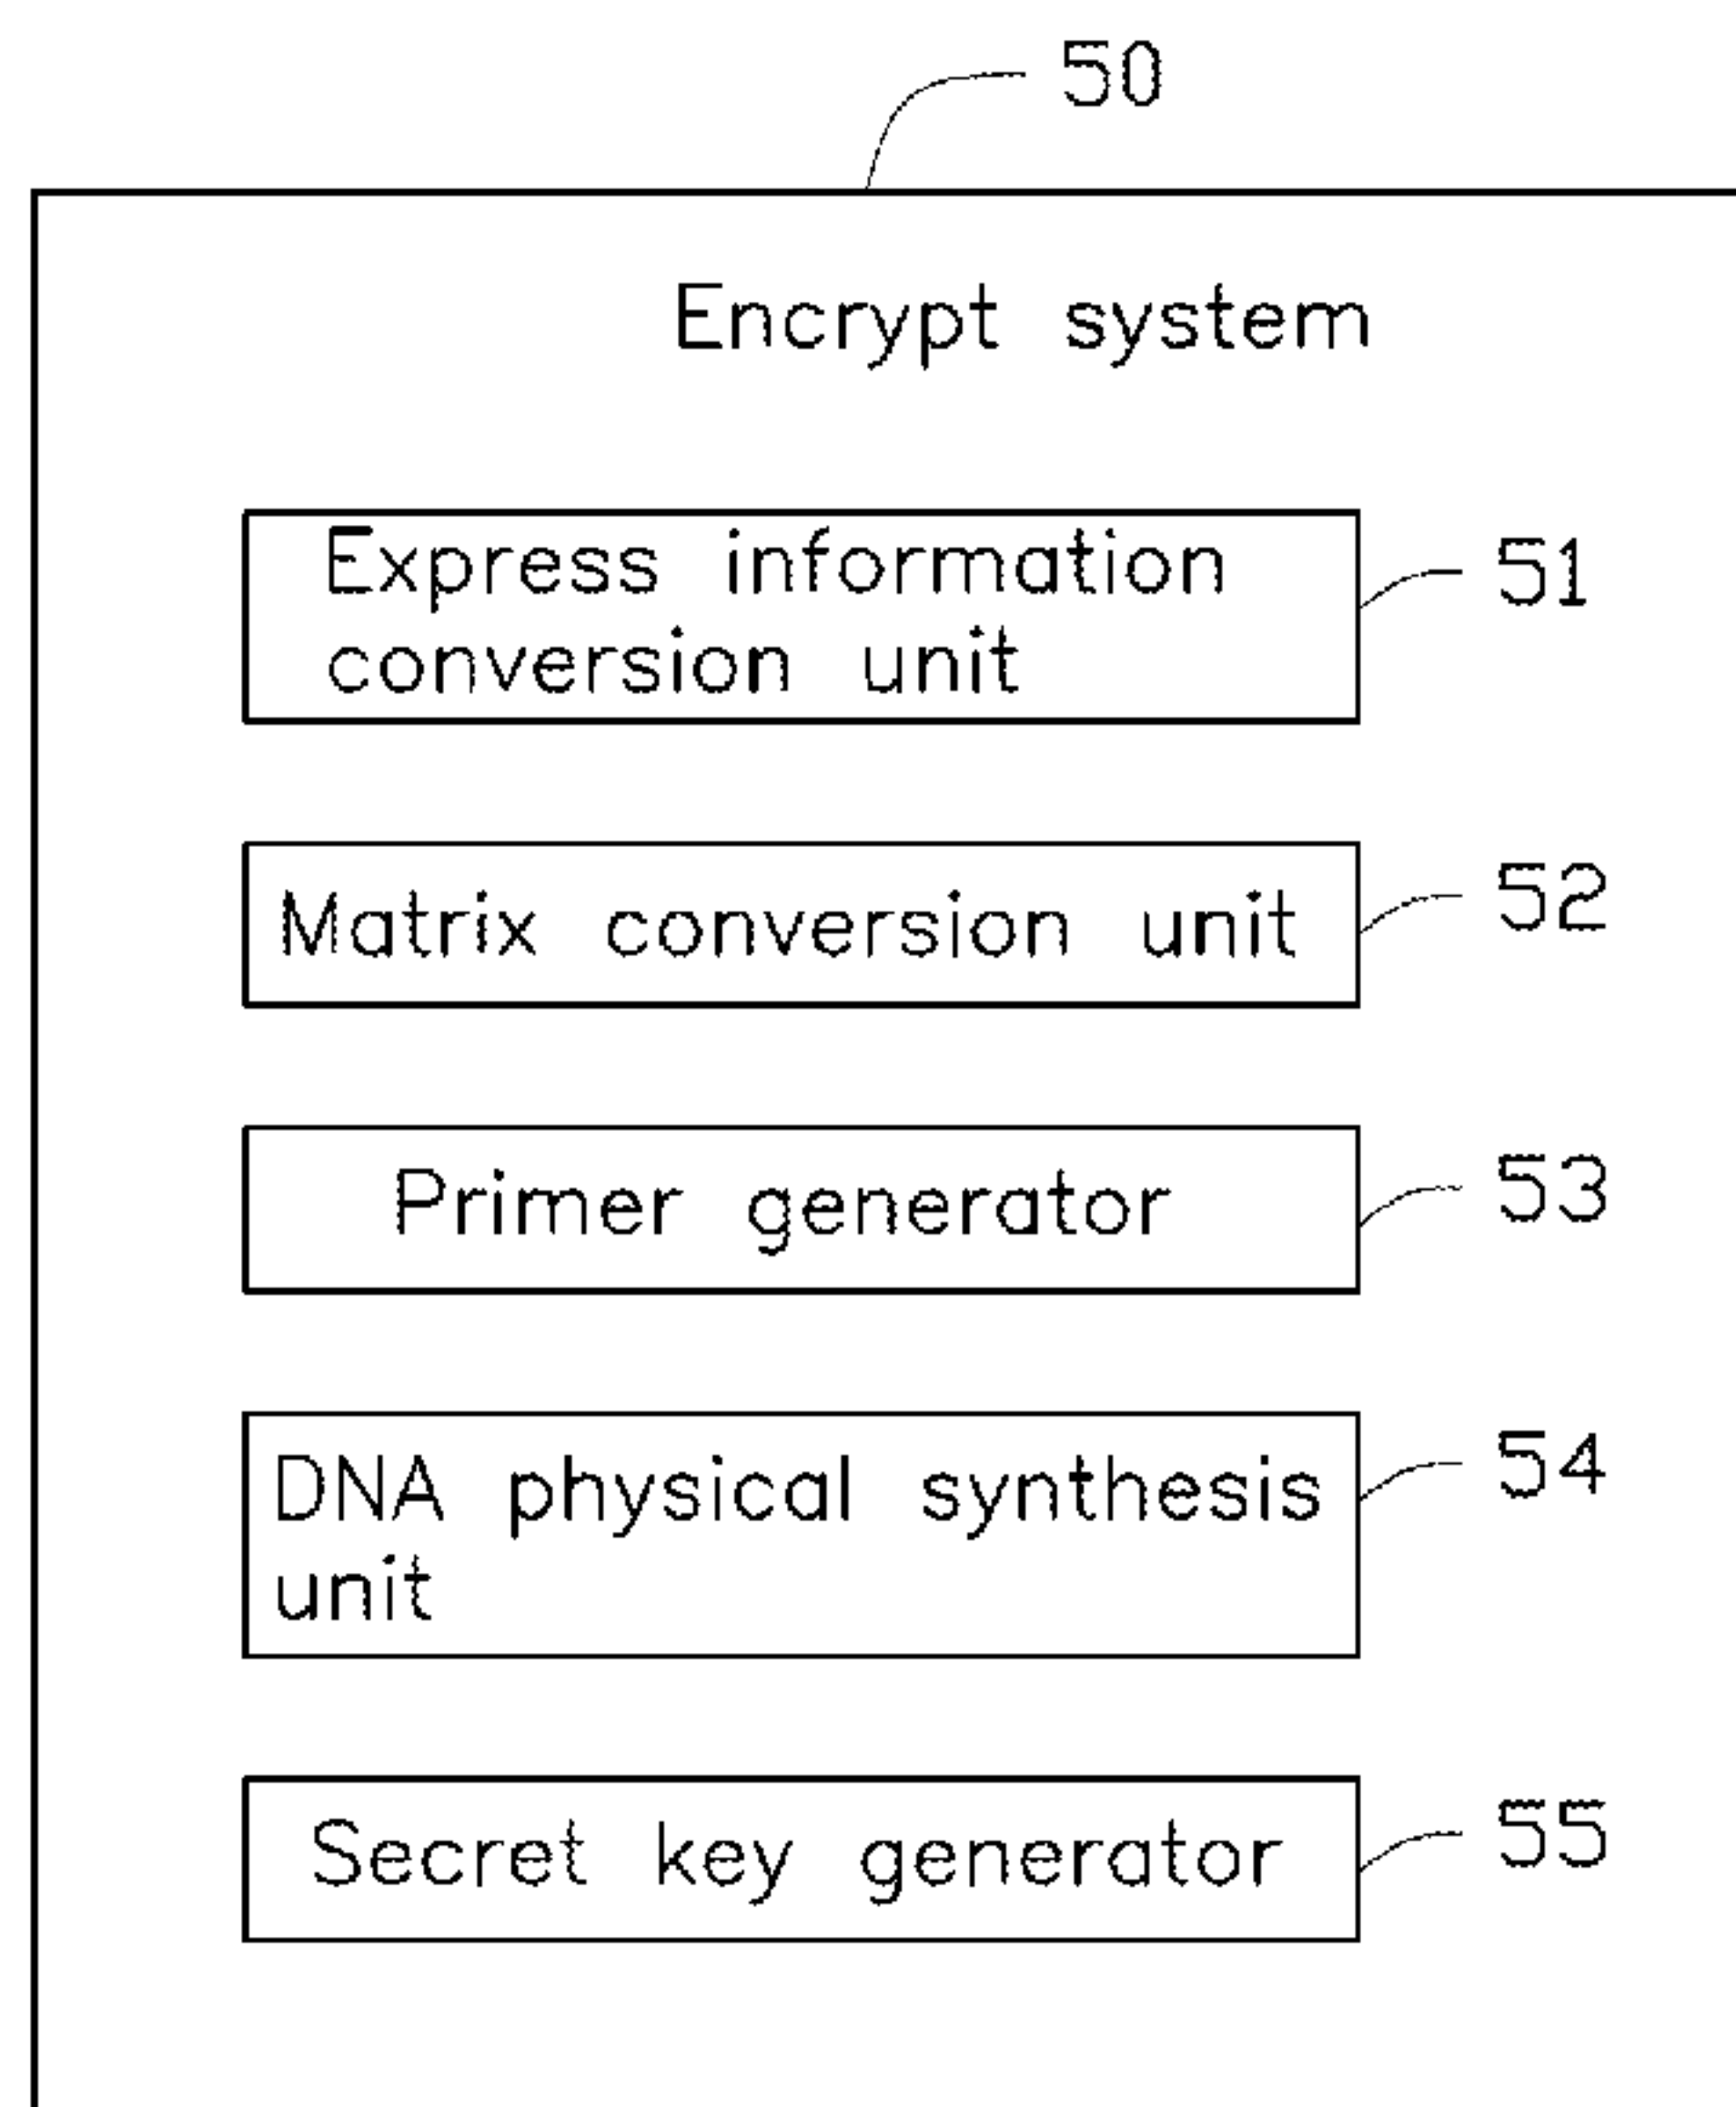 50
Encrypt system
Express information
conversion unit
51
Matrix conversion unit
52
Primer generator
53
DNA physical synthesis
unit
54
Secret key generator
55